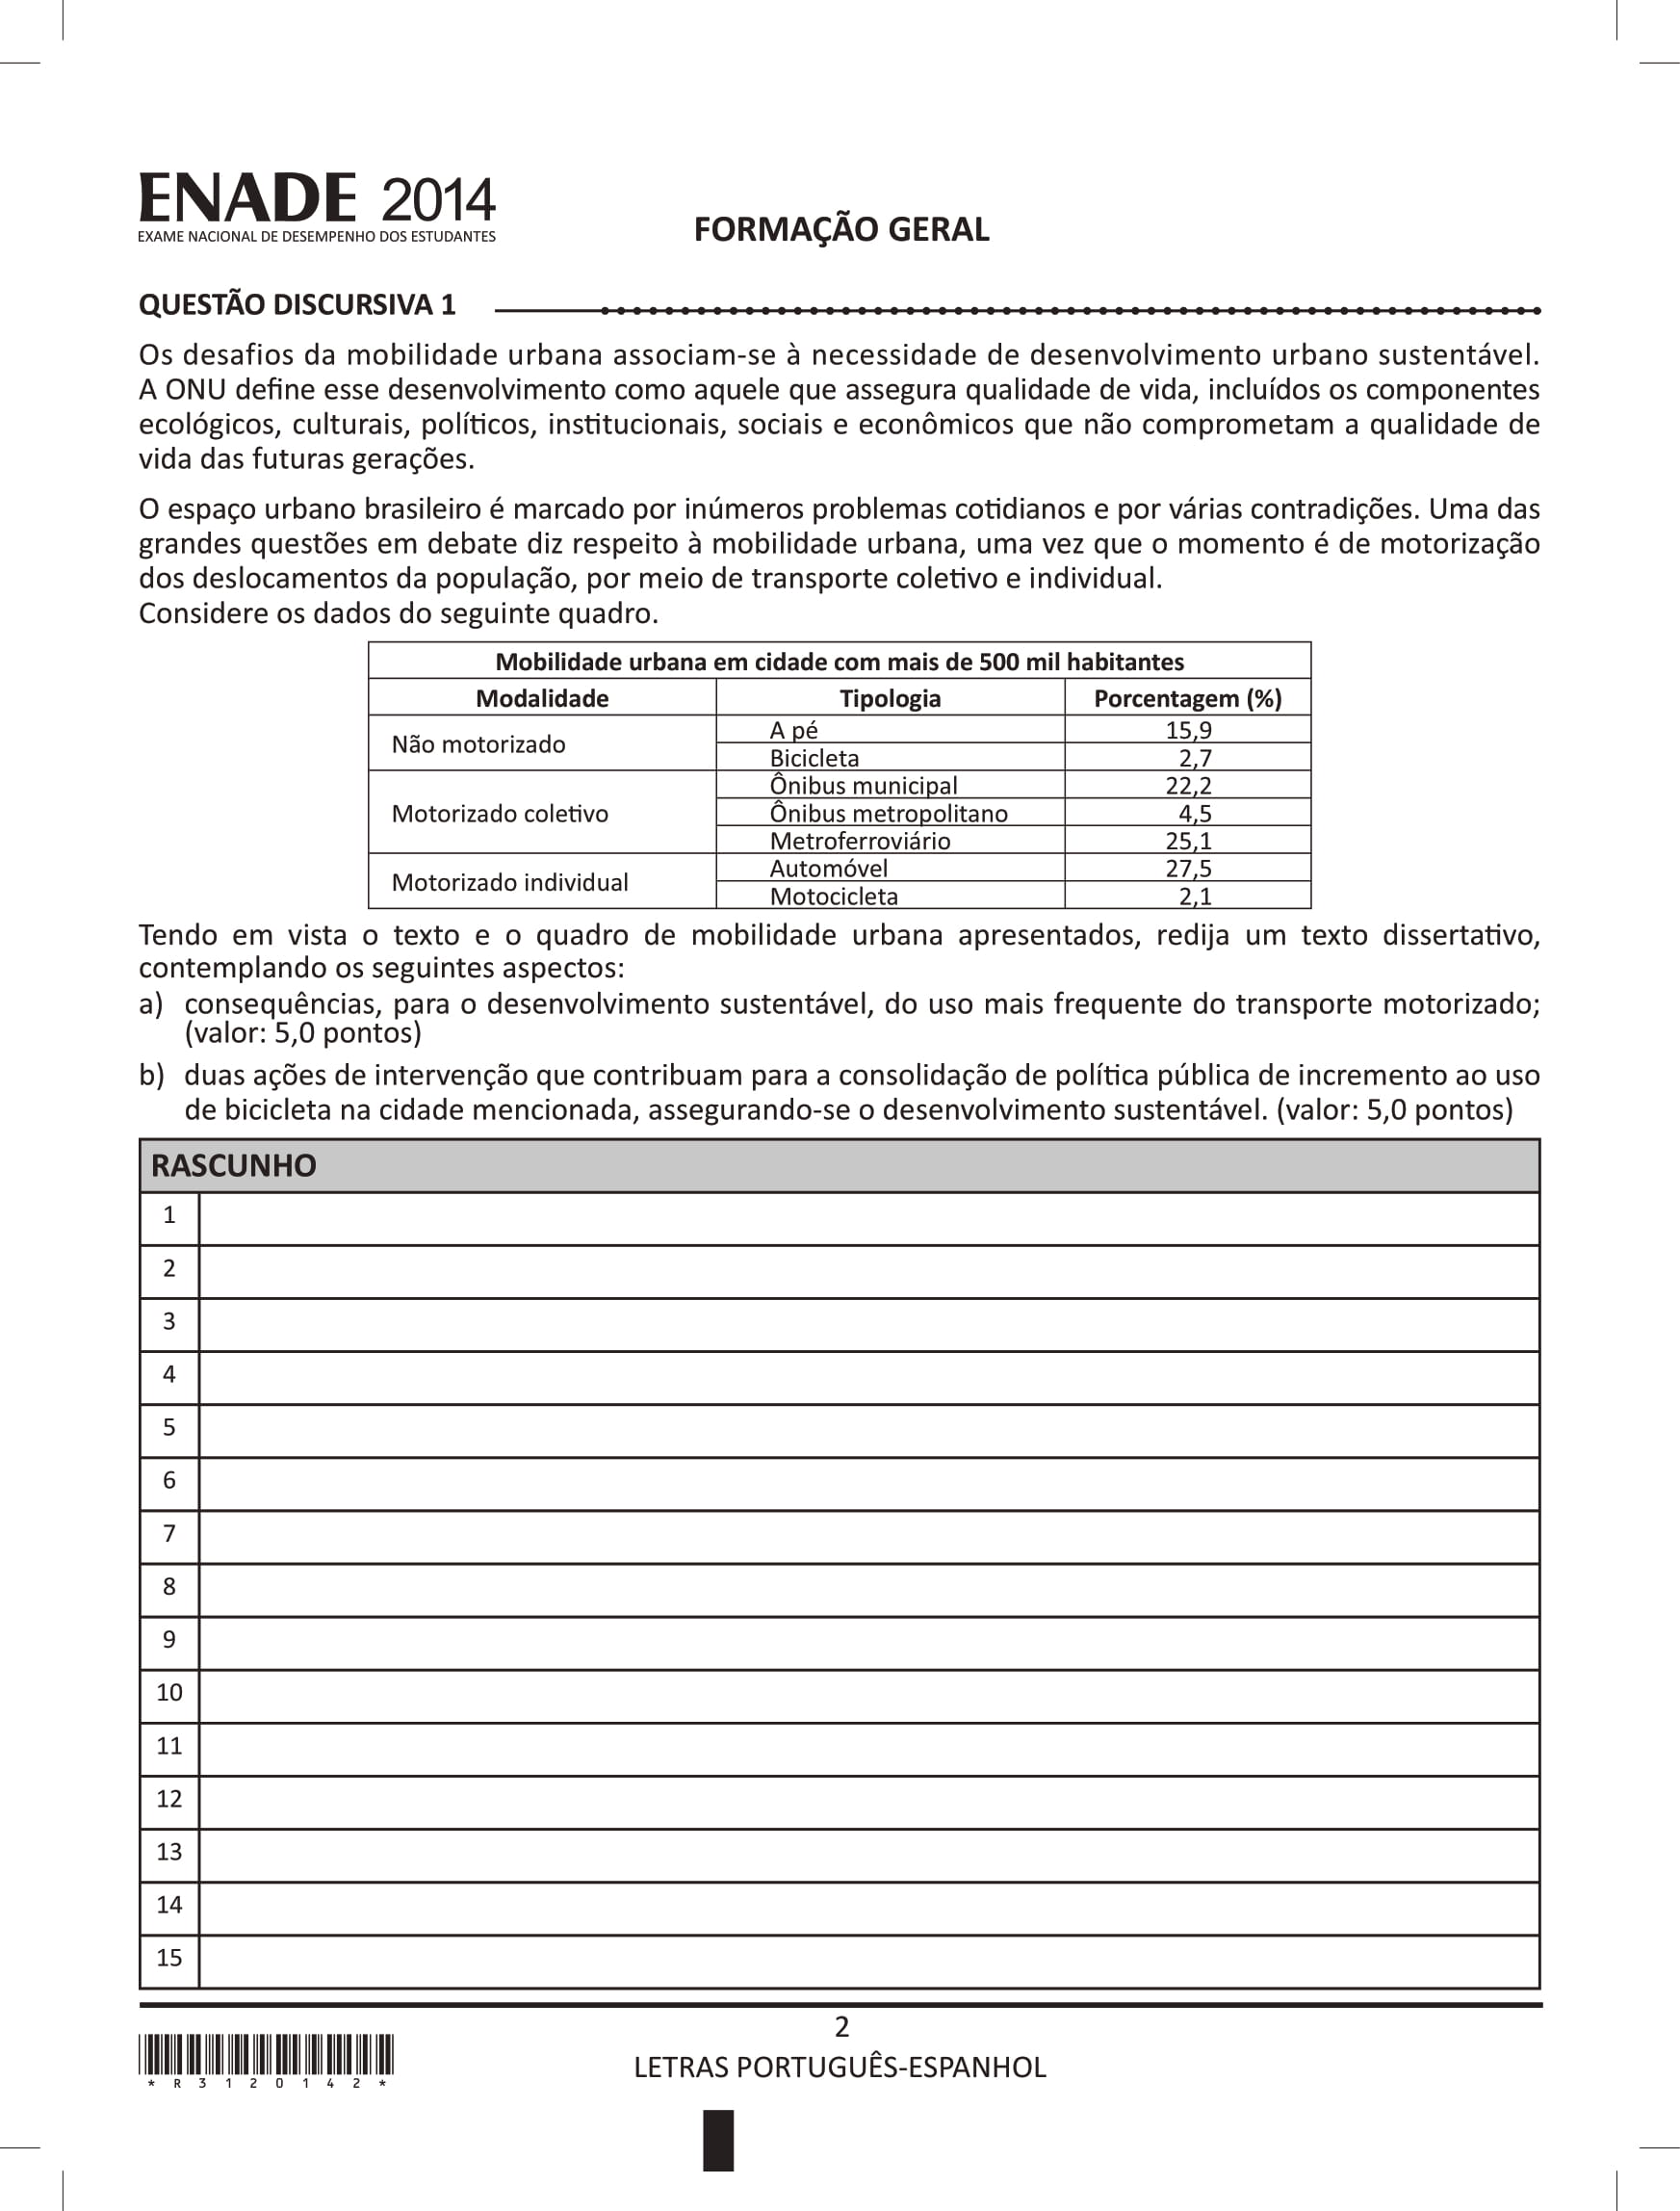 ENADE 2014
EXAME NACIONAL DE DESEMPENHO DOS ESTUDANTES
FORMAÇÃO GERAL
QUESTÃO DISCURSIVA 1
Os desafios da mobilidade urbana associam-se à necessidade de desenvolvimento urbano sustentável.
A ONU define esse desenvolvimento como aquele que assegura qualidade de vida, incluídos os componentes
ecológicos, culturais, políticos, institucionais, sociais e econômicos que não comprometam a qualidade de
vida das futuras gerações.
O espaço urbano brasileiro é marcado por inúmeros problemas cotidianos e por várias contradições. Uma das
grandes questões em debate diz respeito à mobilidade urbana, uma vez que o momento é de motorização
dos deslocamentos da população, por meio de transporte coletivo e individual.
Considere os dados do seguinte quadro.
Mobilidade urbana em cidade com mais de 500 mil habitantes
Modalidade Tipologia Porcentagem (%)
Não motorizado
A pé 15,9
Bicicleta 2,7
Motorizado coletivo
Ônibus municipal 22,2
Ônibus metropolitano 4,5
Metroferroviário 25,1
Motorizado individual
Automóvel 27,5
Motocicleta 2,1
Tendo em vista o texto e o quadro de mobilidade urbana apresentados, redija um texto dissertativo,
contemplando os seguintes aspectos:
a) consequências, para o desenvolvimento sustentável, do uso mais frequente do transporte motorizado;
(valor: 5,0 pontos)
b) duas ações de intervenção que contribuam para a consolidação de política pública de incremento ao uso
de bicicleta na cidade mencionada, assegurando-se o desenvolvimento sustentável. (valor: 5,0 pontos)
RASCUNHO
1
2
3
4
5
6
7
8
9
10
11
12
13
14
15
2
LETRAS PORTUGUÊS-ESPANHOL
* R 3 1 2 0 1 4 2 *